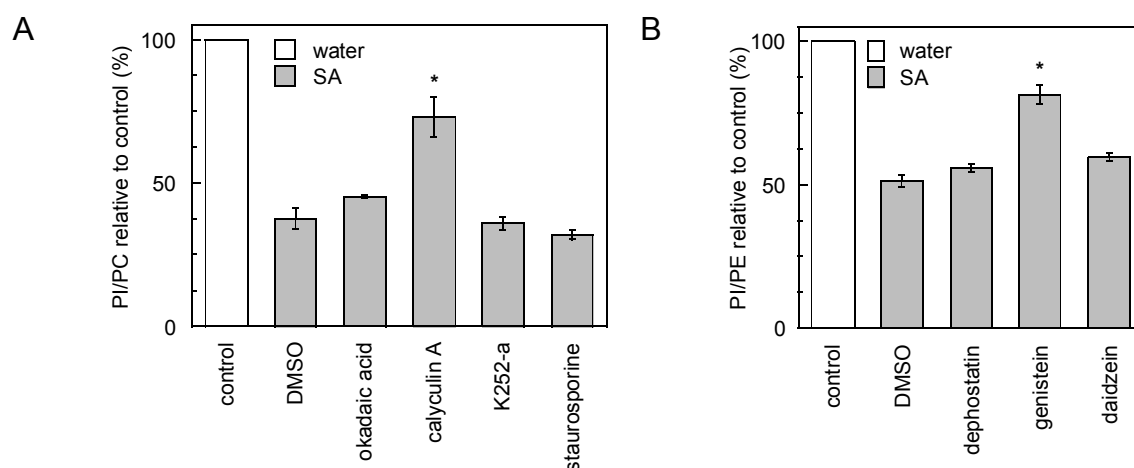 A
PI/PC relative to control (%)
100
50
0
water
SA
*
control
DMSO
okadaic acid
calyculin A
K252-a
staurosporine
B
PI/PE relative to control (%)
100
50
0
water
SA
*
control
DMSO
dephostatin
genistein
daidzein